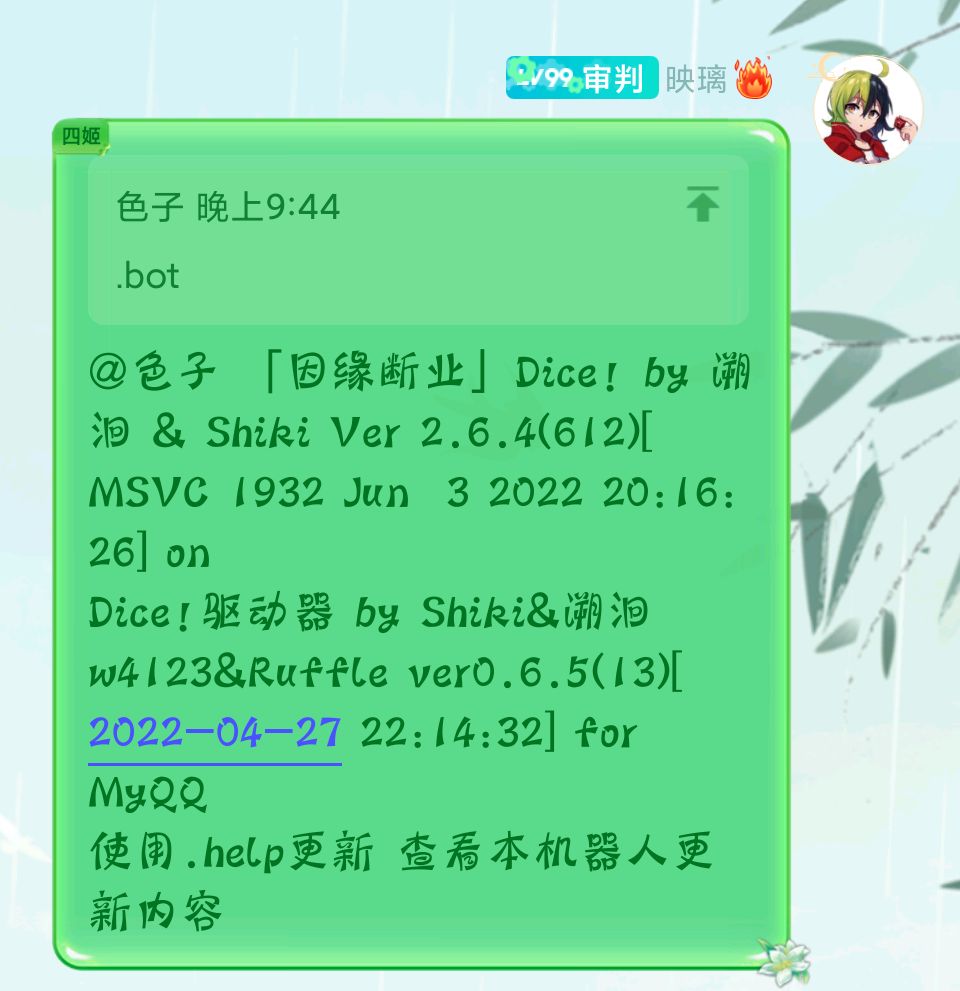 LV99 审判 映璃
四姬
色子 晚上9:44
.bot
@色子 「因缘断业」Dice! by 溯
洄 & Shiki Ver 2.6.4(612)[
MSVC 1932 Jun  3 2022 20:16:
26] on
Dice!驱动器 by Shiki&溯洄
w4123&Ruffle ver0.6.5(13)[
2022-04-27 22:14:32] for
MyQQ
使用.help更新 查看本机器人更
新内容